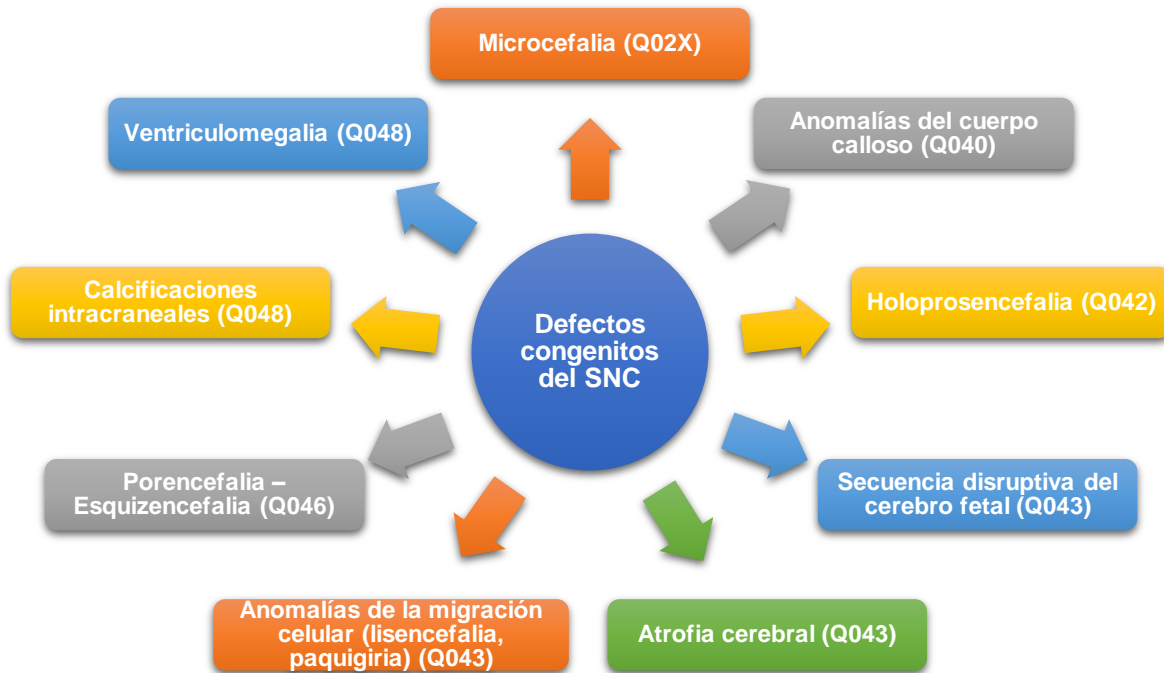 Microcefalia (Q02X)
Ventriculomegalia (Q048)
Anomalías del cuerpo
calloso (Q040)
Calcificaciones
intracraneales (Q048)
Holoprosencefalia (Q042)
Defectos
congenitos
del SNC
Porencefalia –
Esquizencefalia (Q046)
Secuencia disruptiva del
cerebro fetal (Q043)
Anomalías de la migración
celular (lisencefalia,
paquigiria) (Q043)
Atrofia cerebral (Q043)